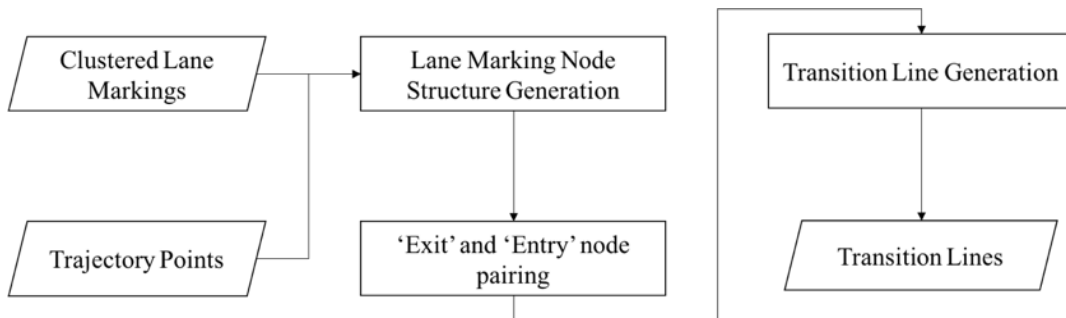 Clustered Lane
Markings
Lane Marking Node
Structure Generation
Transition Line Generation
Trajectory Points
‘Exit’ and ‘Entry’ node
pairing
Transition Lines